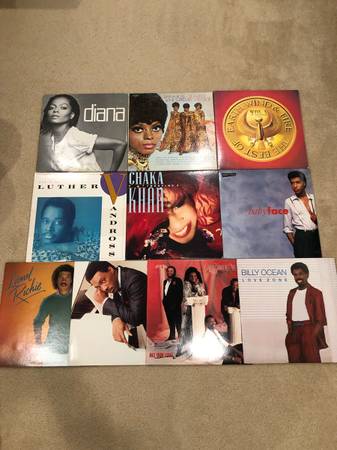 diana
THE BEST OF EARTH WIND & FIRE
LUTHER
VANDROSS
CHAKA
KHAN
babyface
Lionel
Richie
BILLY OCEAN
LOVE ZONE